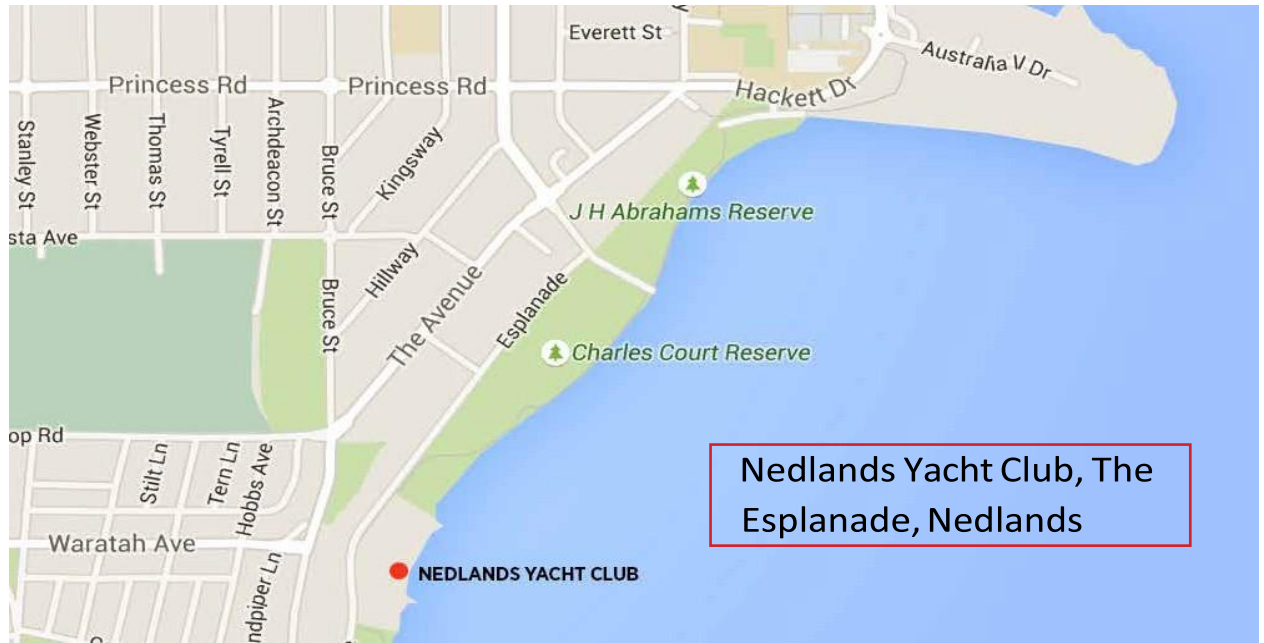 Everett St
Australia V Dr
Princess Rd
Princess Rd
Hackett Dr
Stanley St
Webster St
Thomas St
Tyrell St
Archdeacon St
Bruce St
Kingsway
J H Abrahams Reserve
sta Ave
Hillway
Bruce St
The Avenue
Esplanade
Charles Court Reserve
op Rd
Stilt Ln
Tern Ln
Hobbs Ave
Nedlands Yacht Club, The
Esplanade, Nedlands
Waratah Ave
NEDLANDS YACHT CLUB
ndpiper Ln